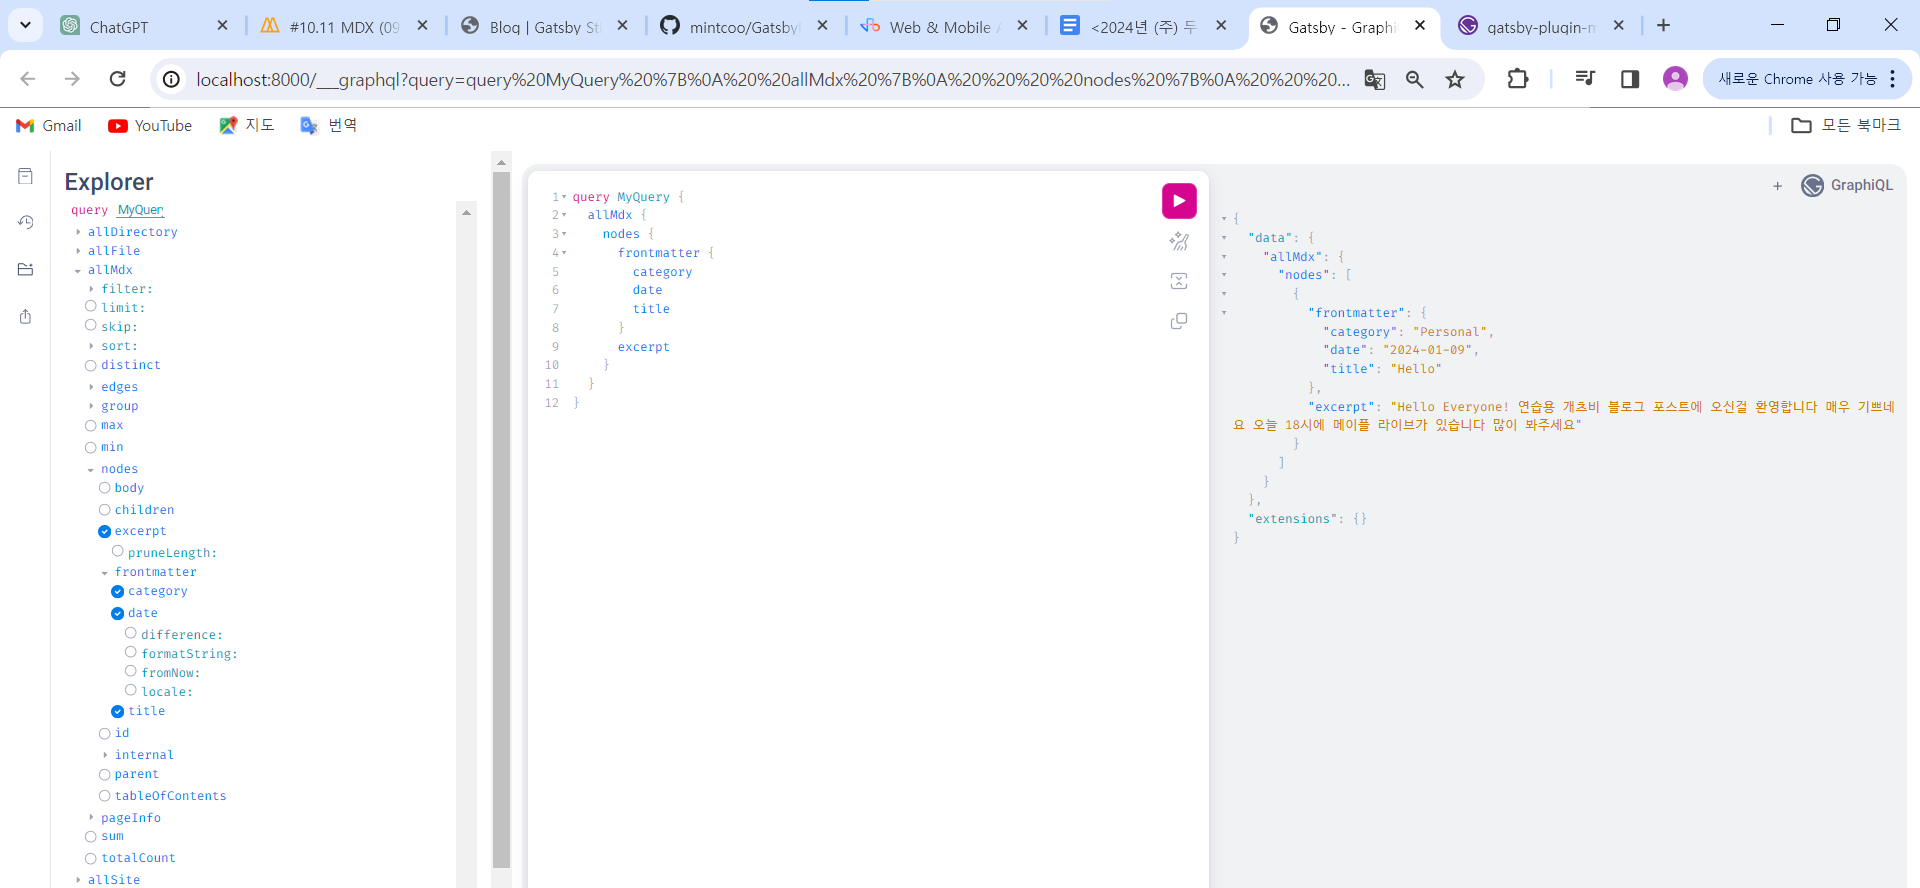 ChatGPT
#10.11 MDX (09
Blog | Gatsby St
mintcoo/Gatsbyl
Web & Mobile A
<2024년 (주) 두
Gatsby - Graphi
gatsby-plugin-m
localhost:8000/___graphql?query=query%20MyQuery%20%7B%0A%20%20allMdx%20%7B%0A%20%20%20%20nodes%20%7B%0A%20%20%20...
새로운 Chrome 사용 가능
Gmail
YouTube
지도
번역
모든 북마크
Explorer
query MyQuery
allDirectory
allFile
allMdx
filter:
limit:
skip:
sort:
distinct
edges
group
max
min
nodes
body
children
excerpt
pruneLength:
frontmatter
category
date
difference:
formatString:
fromNow:
locale:
title
id
internal
parent
tableOfContents
pageInfo
sum
totalCount
allSite
1 query MyQuery {
2 allMdx {
3 nodes {
4 frontmatter {
5 category
6 date
7 title
8 }
9 excerpt
10 }
11 }
12 }
+ GraphiQL
{
"data": {
"allMdx": {
"nodes": [
{
"frontmatter": {
"category": "Personal",
"date": "2024-01-09",
"title": "Hello"
},
"excerpt": "Hello Everyone! 연습용 개츠비 블로그 포스트에 오신걸 환영합니다 매우 기쁘네
요 오늘 18시에 메이플 라이브가 있습니다 많이 봐주세요"
}
]
}
},
"extensions": {}
}